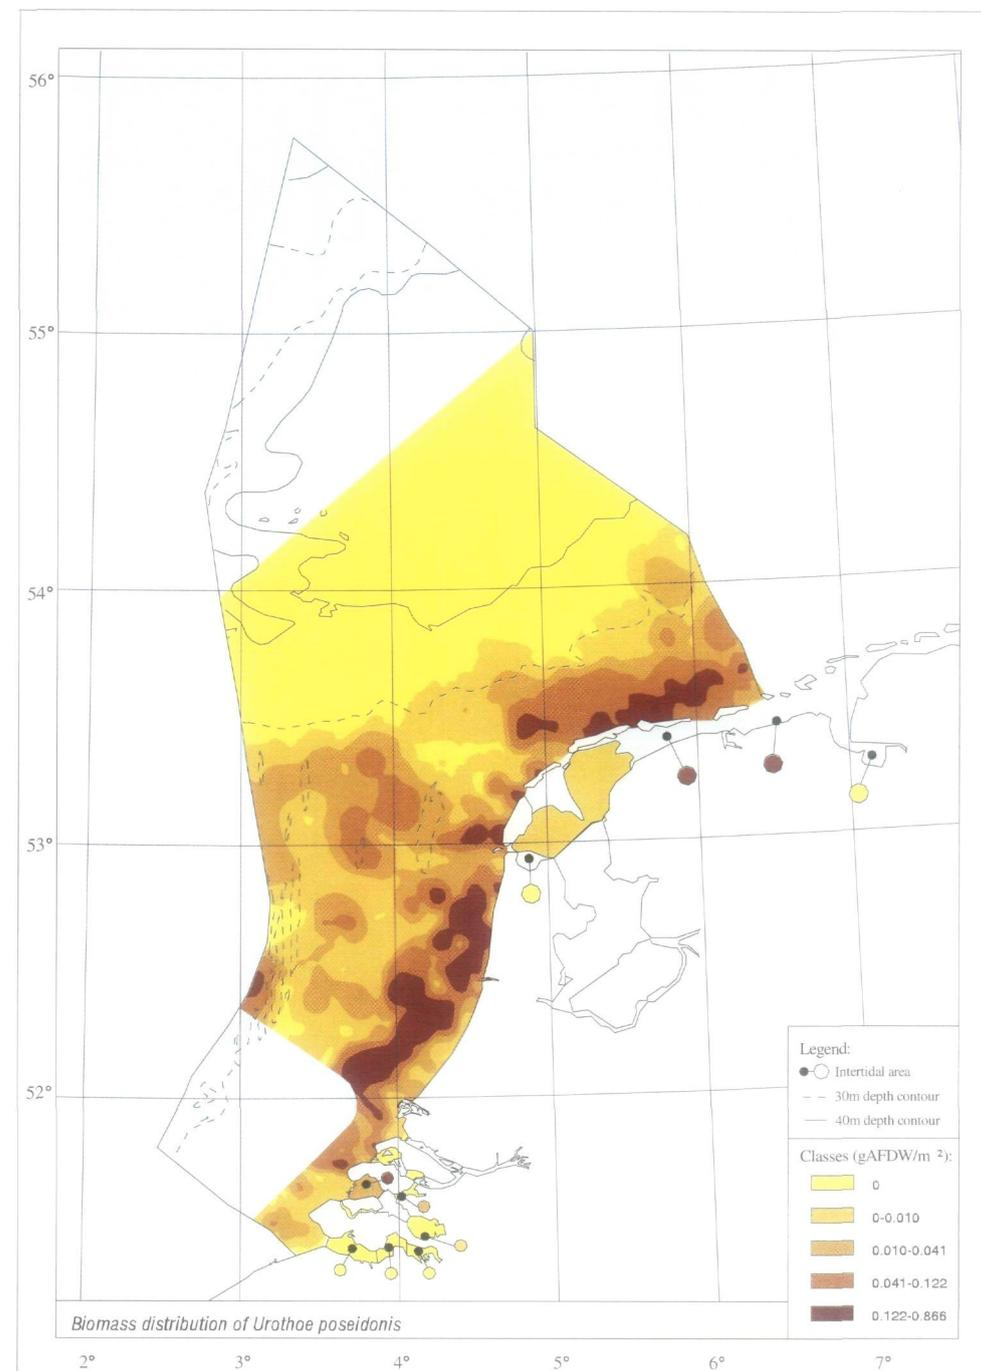 56°
55°
54°
53°
52°
Legend:
Intertidal area
30m depth contour
40m depth contour
Classes (gAFDW/m ²):
0
0-0.010
0.010-0.041
0.041-0.122
0.122-0.866
Biomass distribution of Urothoe poseidonis
2° 3° 4° 5° 6° 7°